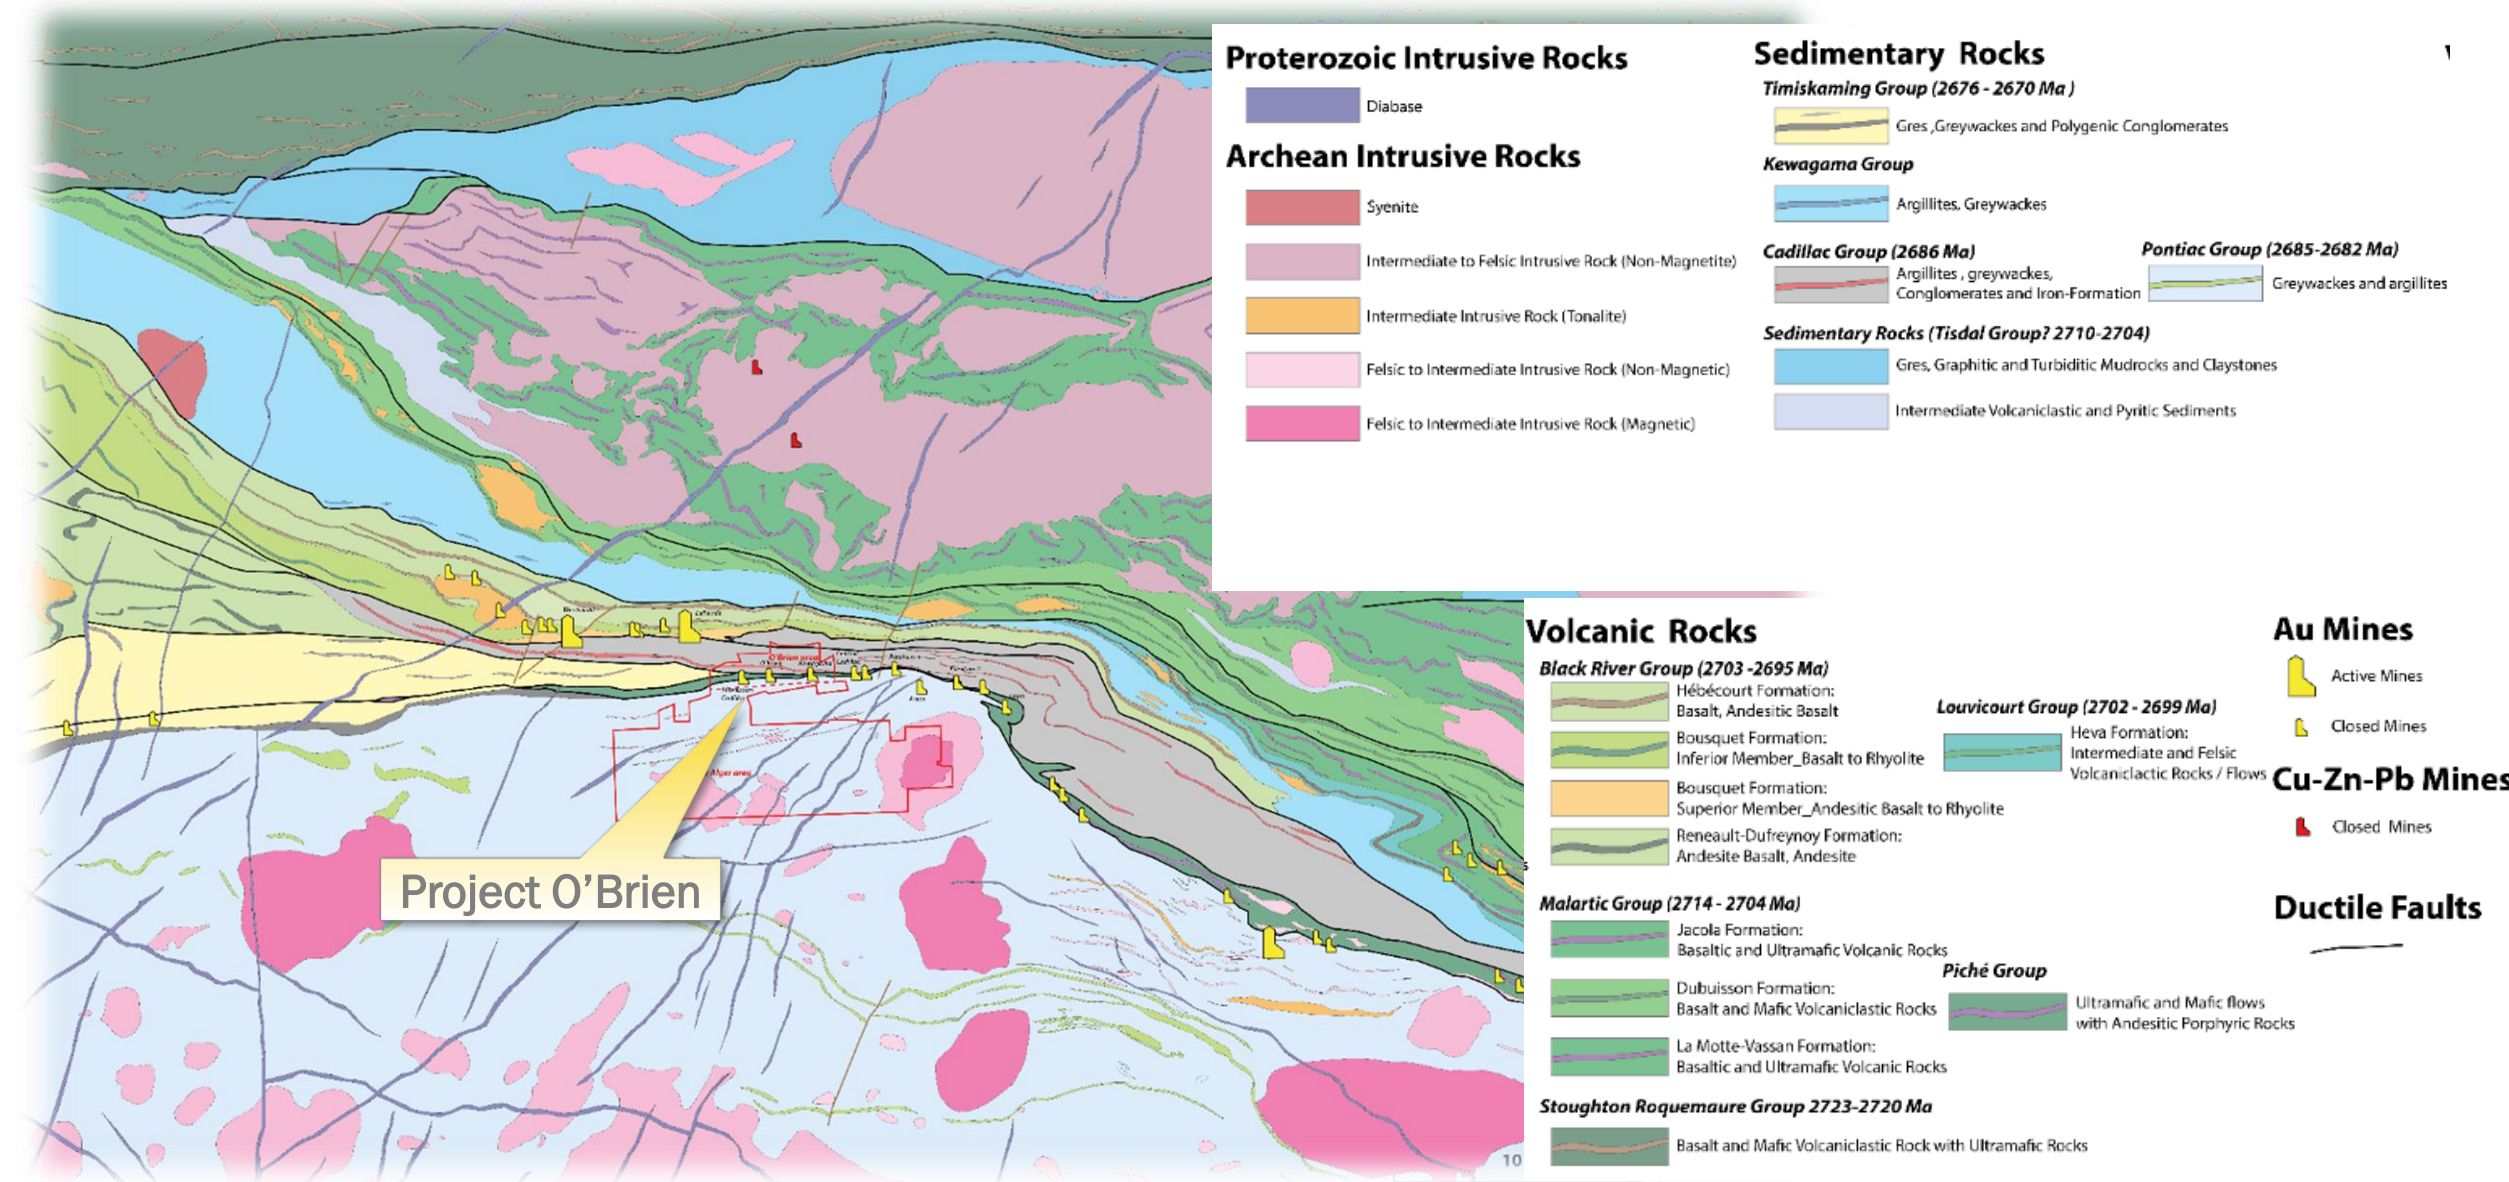 Proterozoic Intrusive Rocks
Diabase
Archean Intrusive Rocks
Syenite
Intermediate to Felsic Intrusive Rock (Non-Magnetite)
Intermediate Intrusive Rock (Tonalite)
Felsic to Intermediate Intrusive Rock (Non-Magnetic)
Felsic to Intermediate Intrusive Rock (Magnetic)
Sedimentary Rocks
Timiskaming Group (2676 - 2670 Ma )
Gres ,Greywackes and Polygenic Conglomerates
Kewagama Group
Argillites, Greywackes
Cadillac Group (2686 Ma)
Argillites , greywackes,
Conglomerates and Iron-Formation
Pontiac Group (2685-2682 Ma)
Greywackes and argillites
Sedimentary Rocks (Tisdal Group? 2710-2704)
Gres, Graphitic and Turbiditic Mudrocks and Claystones
Intermediate Volcaniclastic and Pyritic Sediments
O'Brien area
Alger area
Project O'Brien
Volcanic Rocks
Black River Group (2703 -2695 Ma)
Hébécourt Formation:
Basalt, Andesitic Basalt
Bousquet Formation:
Inferior Member_Basalt to Rhyolite
Bousquet Formation:
Superior Member_Andesitic Basalt to Rhyolite
Reneault-Dufreynoy Formation:
Andesite Basalt, Andesite
Louvicourt Group (2702 - 2699 Ma)
Heva Formation:
Intermediate and Felsic
Volcaniclactic Rocks / Flows
Malartic Group (2714 - 2704 Ma)
Jacola Formation:
Basaltic and Ultramafic Volcanic Rocks
Dubuisson Formation:
Basalt and Mafic Volcaniclastic Rocks
La Motte-Vassan Formation:
Basaltic and Ultramafic Volcanic Rocks
Piché Group
Ultramafic and Mafic flows
with Andesitic Porphyric Rocks
Stoughton Roquemaure Group 2723-2720 Ma
Basalt and Mafic Volcaniclastic Rock with Ultramafic Rocks
Au Mines
Active Mines
Closed Mines
Cu-Zn-Pb Mines
Closed Mines
Ductile Faults
10